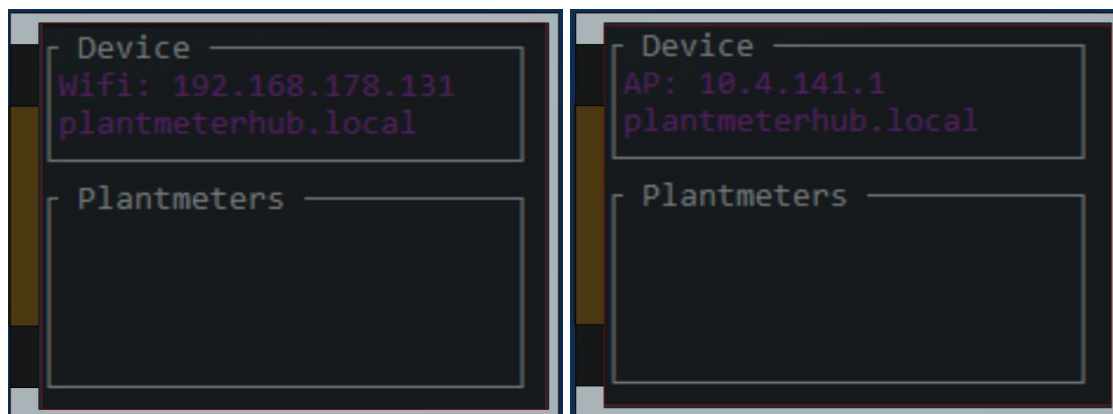 Device
Wifi: 192.168.178.131
plantmeterhub.local
Plantmeters
Device
AP: 10.4.141.1
plantmeterhub.local
Plantmeters